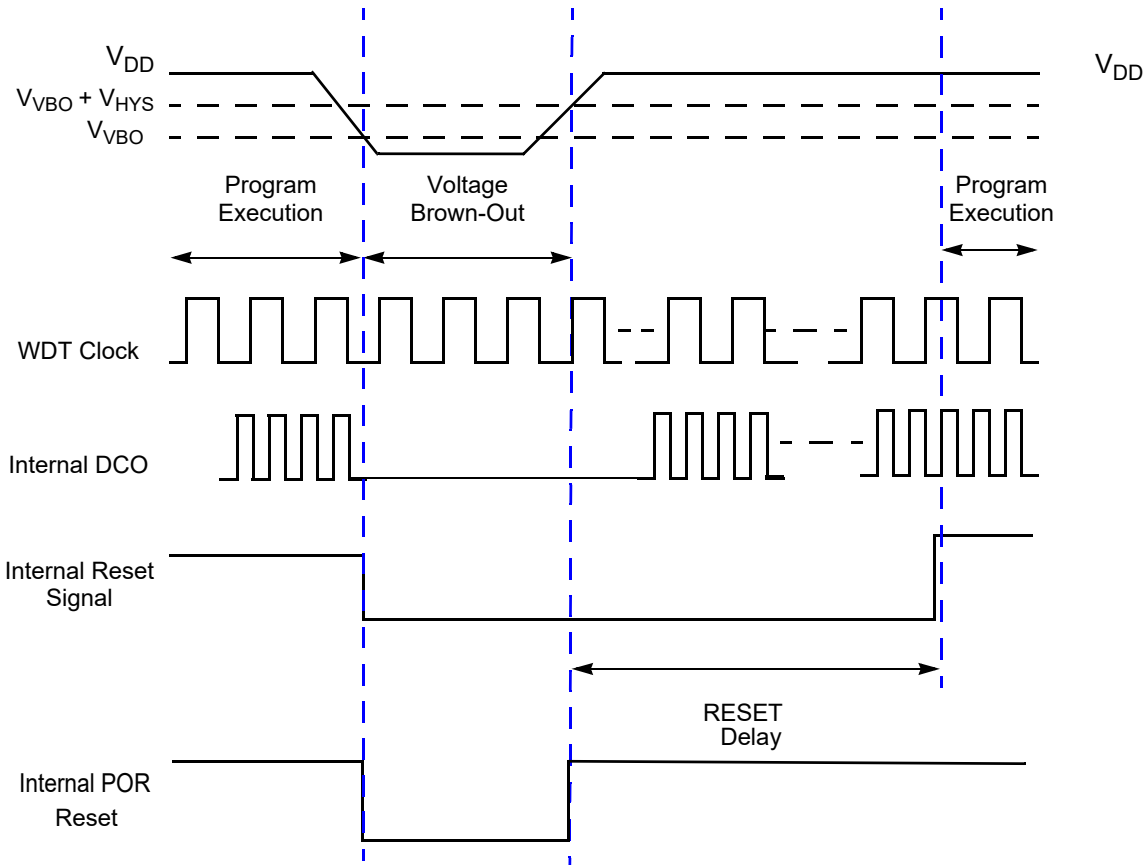 VDD
VDD
VVBO + VHYS
VVBO
Program
Execution
Voltage
Brown-Out
Program
Execution
WDT Clock
Internal DCO
Internal Reset
Signal
RESET
Delay
Internal POR
Reset